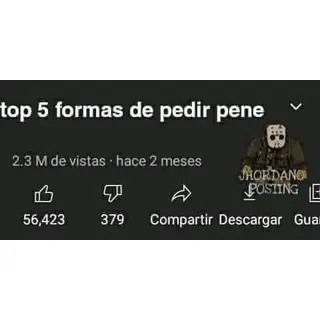 top 5 formas de pedir pene
2.3 M de vistas · hace 2 meses
JHORDANO
POSTING
56,423 379 Compartir Descargar Gua